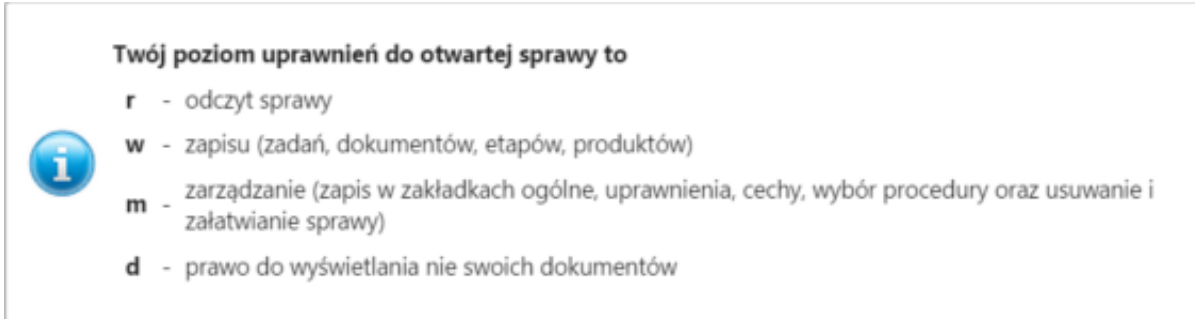 Twój poziom uprawnień do otwartej sprawy to
r - odczyt sprawy
w - zapisu (zadań, dokumentów, etapów, produktów)
m - zarządzanie (zapis w zakładkach ogólne, uprawnienia, cechy, wybór procedury oraz usuwanie i
załatwianie sprawy)
d - prawo do wyświetlania nie swoich dokumentów